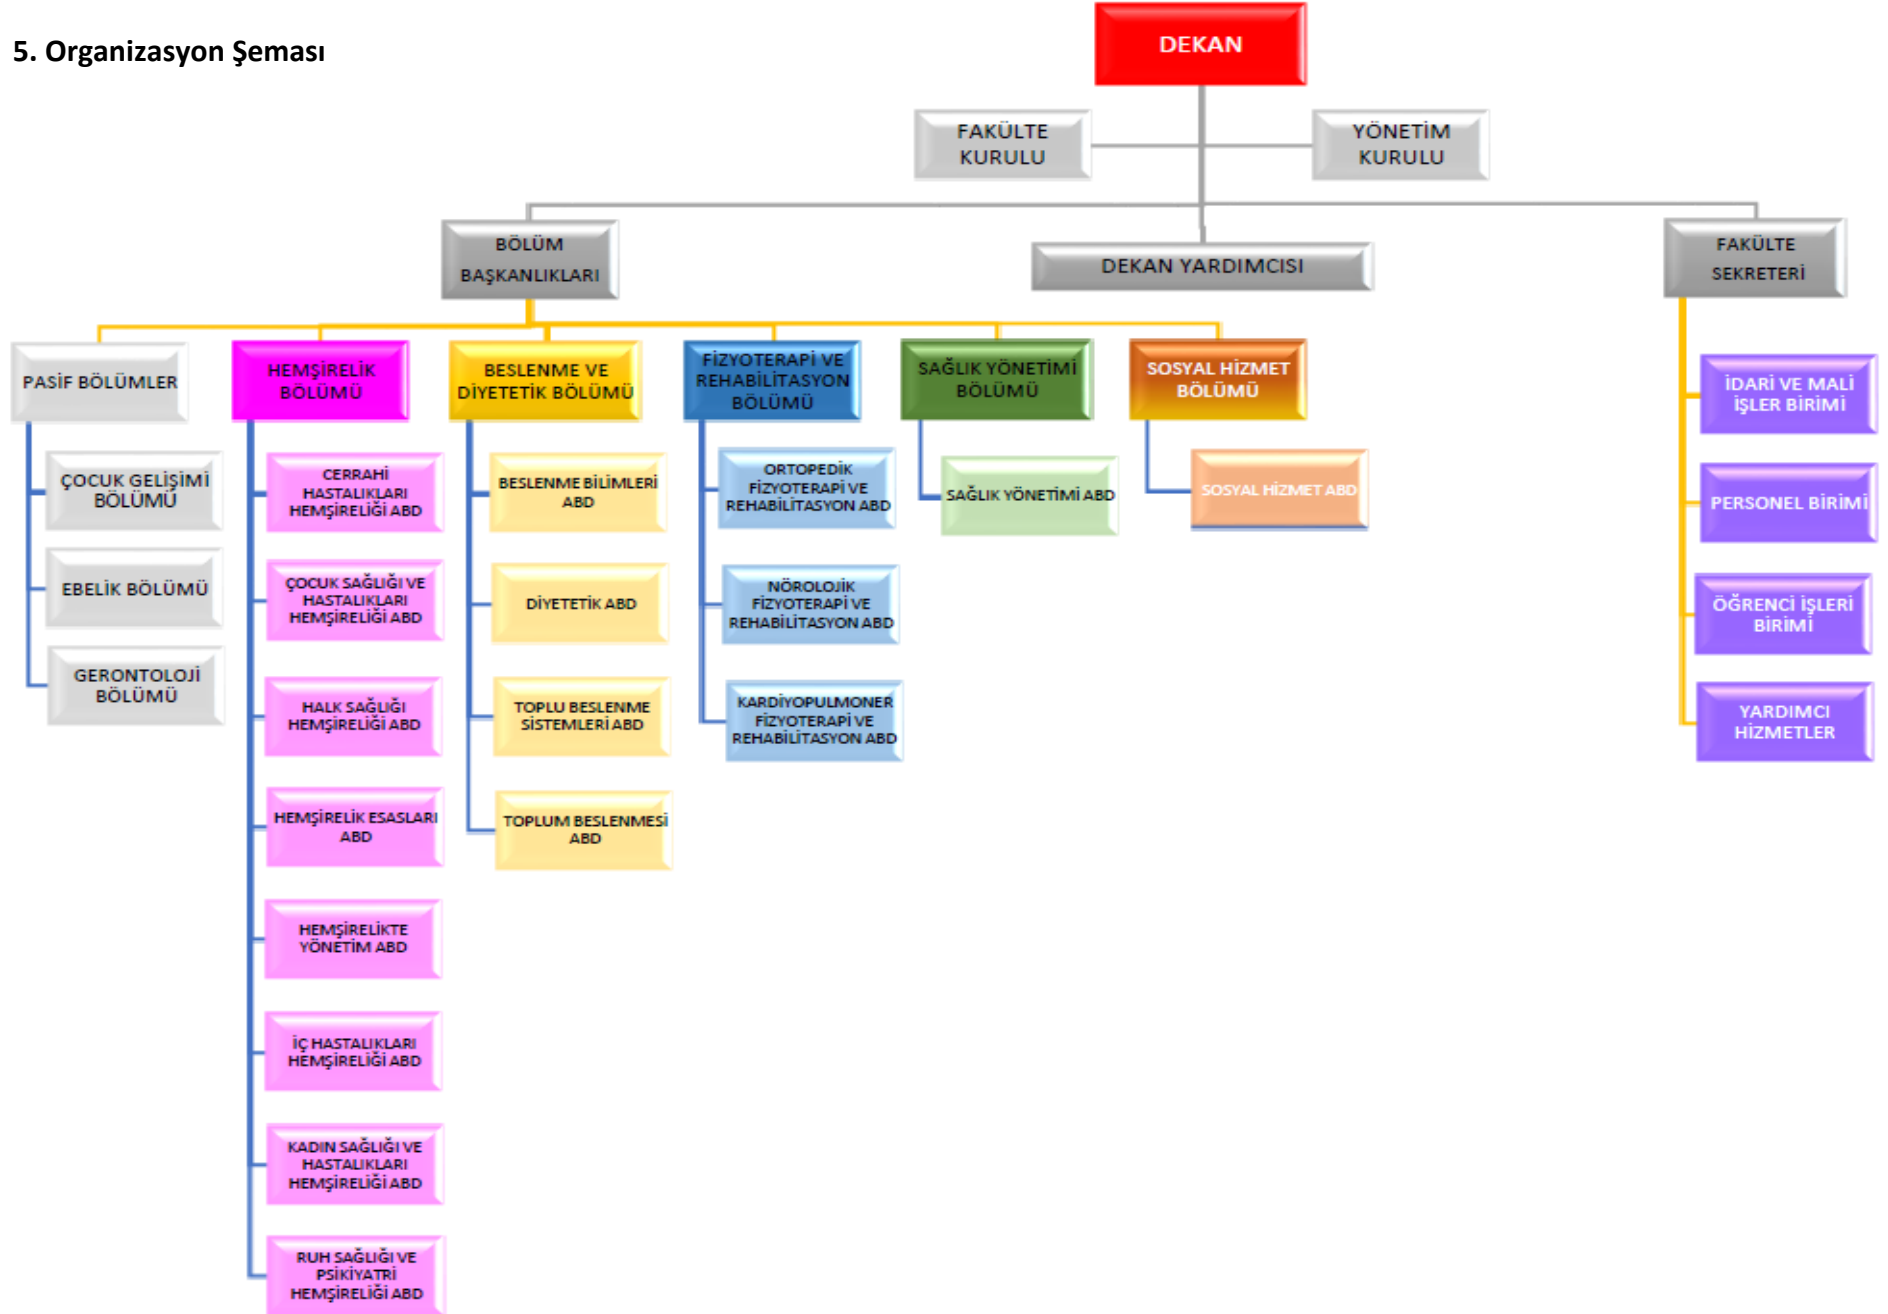 5. Organizasyon Şeması
DEKAN
FAKÜLTE
KURULU
YÖNETİM
KURULU
BÖLÜM
BAŞKANLIKLARI
DEKAN YARDIMCISI
FAKÜLTE
SEKRETERİ
PASİF BÖLÜMLER
ÇOCUK GELİŞİMİ
BÖLÜMÜ
EBELİK BÖLÜMÜ
GERONTOLOJİ
BÖLÜMÜ
HEMŞİRELİK
BÖLÜMÜ
CERRAHİ
HASTALIKLARI
HEMŞİRELİĞİ ABD
ÇOCUK SAĞLIĞI VE
HASTALIKLARI
HEMŞİRELİĞİ ABD
HALK SAĞLIĞI
HEMŞİRELİĞİ ABD
HEMŞİRELİK ESASLARI
ABD
HEMŞİRELİKTE
YÖNETİM ABD
İÇ HASTALIKLARI
HEMŞİRELİĞİ ABD
KADIN SAĞLIĞI VE
HASTALIKLARI
HEMŞİRELİĞİ ABD
RUH SAĞLIĞI VE
PSİKİYATRİ
HEMŞİRELİĞİ ABD
BESLENME VE
DİYETETİK BÖLÜMÜ
BESLENME BİLİMLERİ
ABD
DİYETETİK ABD
TOPLU BESLENME
SİSTEMLERİ ABD
TOPLUM BESLENMESİ
ABD
FİZYOTERAPİ VE
REHABİLİTASYON
BÖLÜMÜ
ORTOPEDİK
FİZYOTERAPİ VE
REHABİLİTASYON ABD
NÖROLOJİK
FİZYOTERAPİ VE
REHABİLİTASYON ABD
KARDİYOPULMONER
FİZYOTERAPİ VE
REHABİLİTASYON ABD
SAĞLIK YÖNETİMİ
BÖLÜMÜ
SAĞLIK YÖNETİMİ ABD
SOSYAL HİZMET
BÖLÜMÜ
SOSYAL HİZMET ABD
İDARİ VE MALİ
İŞLER BİRİMİ
PERSONEL BİRİMİ
ÖĞRENCİ İŞLERİ
BİRİMİ
YARDIMCI
HİZMETLER